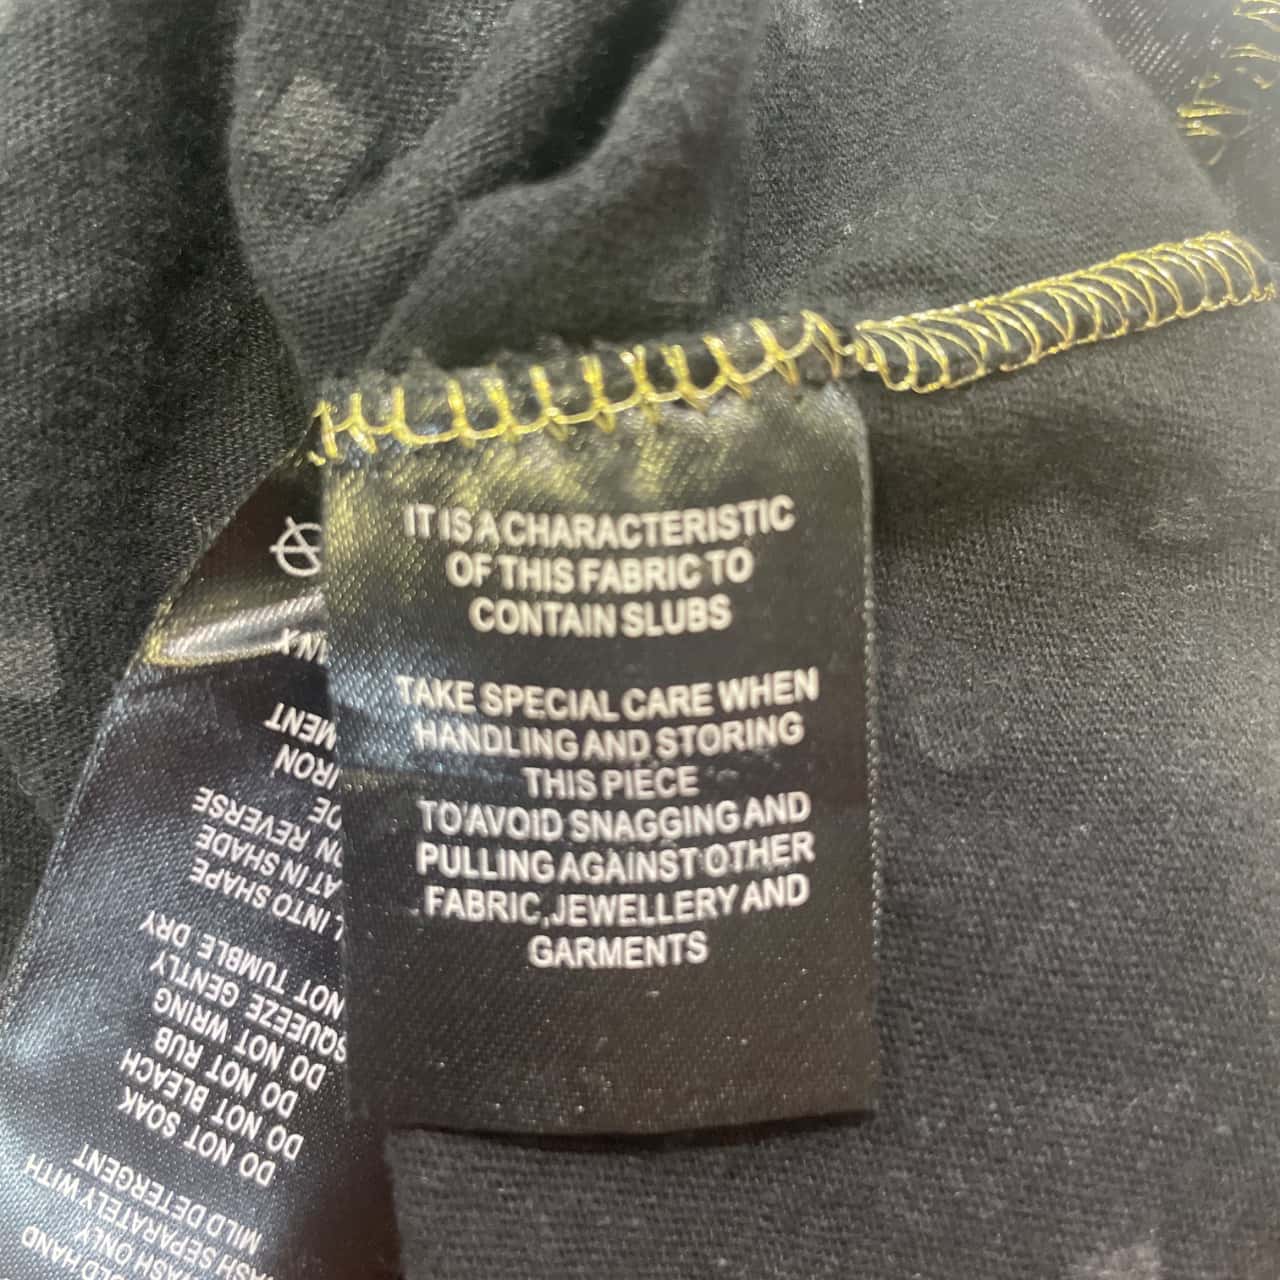 IT IS A CHARACTERISTIC
OF THIS FABRIC TO
CONTAIN SLUBS
TAKE SPECIAL CARE WHEN
HANDLING AND STORING
THIS PIECE
TO AVOID SNAGGING AND
PULLING AGAINST OTHER
FABRIC,JEWELLERY AND
GARMENTS
HAND
WASH ONLY
SEPARATELY WITH
MILD DETERGENT
DO NOT SOAK
DO NOT BLEACH
DO NOT RUB
DO NOT WRING
SQUEEZE GENTLY
NOT TUMBLE DRY
INTO SHAPE
AT IN SHADE
REVERSE
IRON